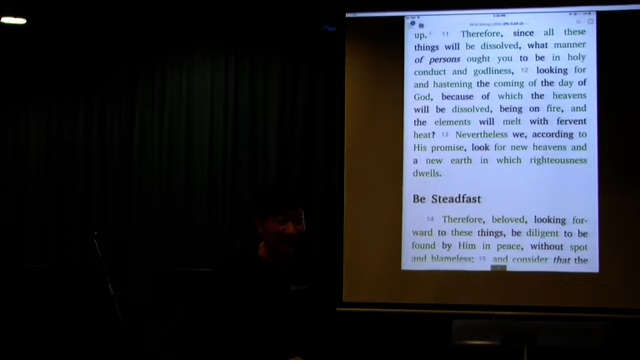 up. 11 Therefore, since all these
things will be dissolved, what manner
of persons ought you to be in holy
conduct and godliness, 12 looking for
and hastening the coming of the day of
God, because of which the heavens
will be dissolved, being on fire, and
the elements will melt with fervent
heat? 13 Nevertheless we, according to
His promise, look for new heavens and
a new earth in which righteousness
dwells.
Be Steadfast
14 Therefore, beloved, looking for-
ward to these things, be diligent to be
found by Him in peace, without spot
and blameless; 15 and consider that the